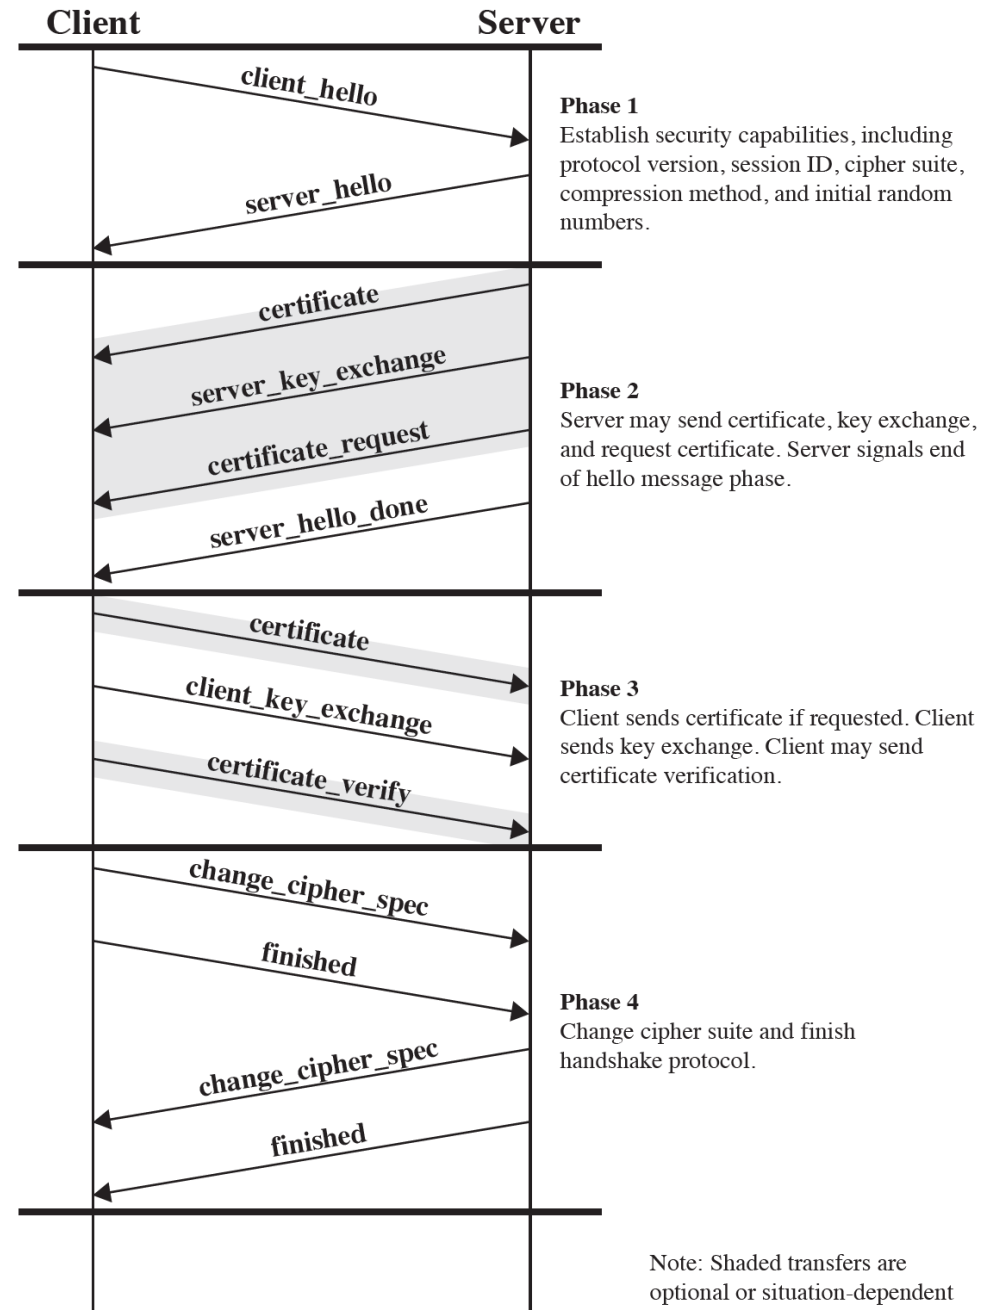 Client Server
client_hello
server_hello
Phase 1
Establish security capabilities, including
protocol version, session ID, cipher suite,
compression method, and initial random
numbers.
certificate
server_key_exchange
certificate_request
server_hello_done
Phase 2
Server may send certificate, key exchange,
and request certificate. Server signals end
of hello message phase.
certificate
client_key_exchange
certificate_verify
Phase 3
Client sends certificate if requested. Client
sends key exchange. Client may send
certificate verification.
change_cipher_spec
finished
change_cipher_spec
finished
Phase 4
Change cipher suite and finish
handshake protocol.
Note: Shaded transfers are
optional or situation-dependent